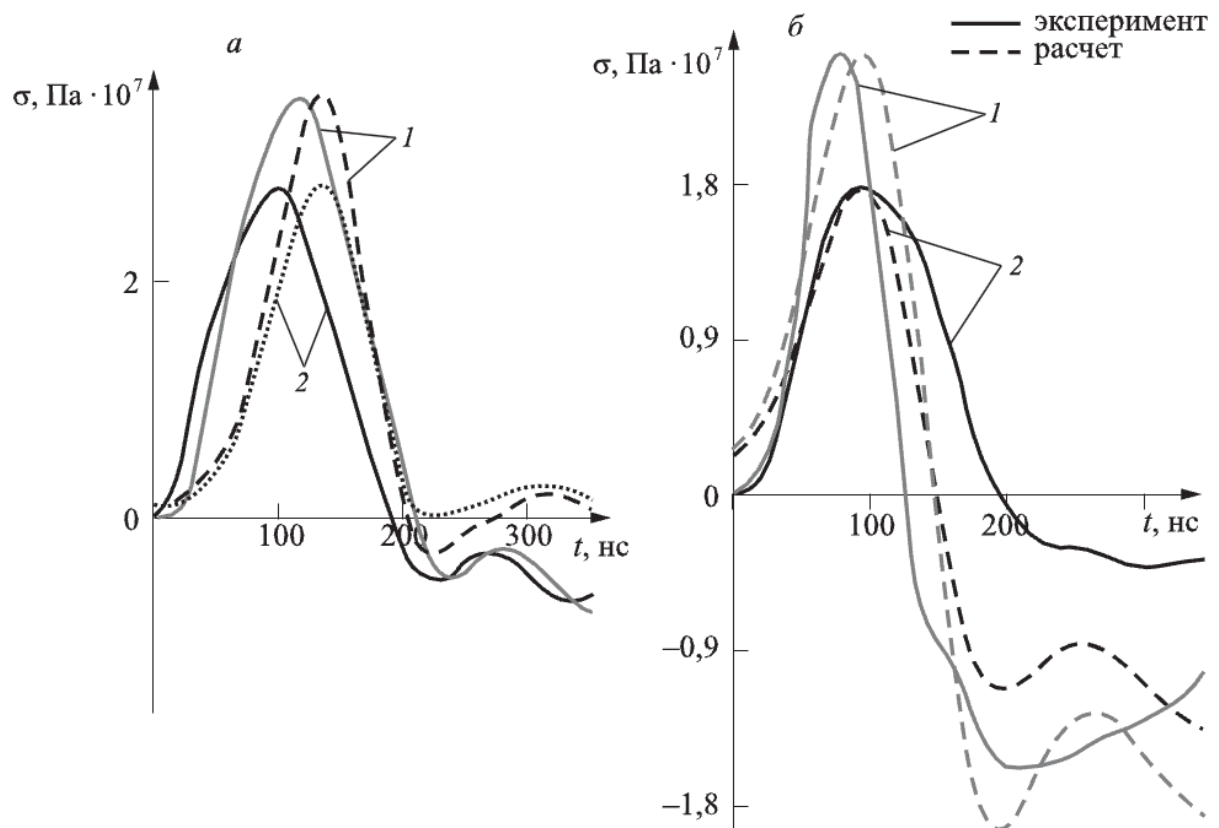 эксперимент
расчет
а
σ, Па · 10⁷
1
2
2
0
100
200
300
t, нс
б
σ, Па · 10⁷
1
1,8
2
0,9
0
100
200
t, нс
–0,9
–1,8